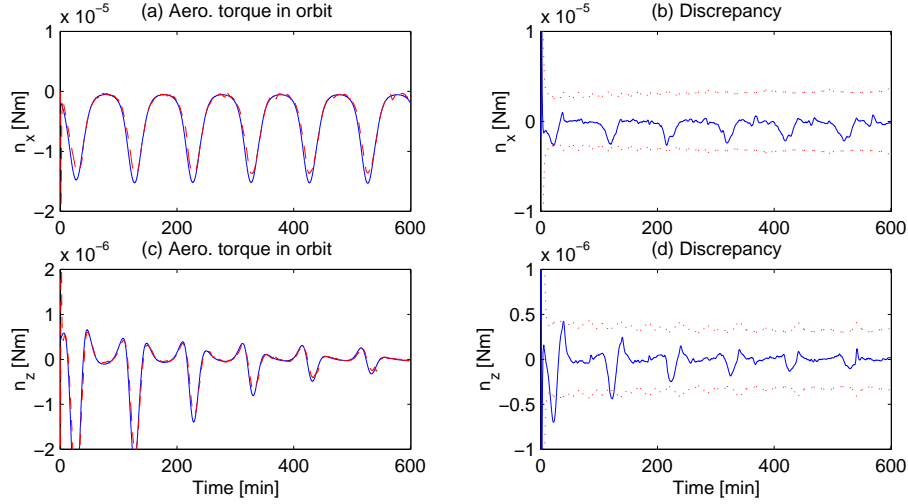 (a) Aero. torque in orbit
x 10⁻⁵
1
0
−1
−2
n_x [Nm]
0 200 400 600
(b) Discrepancy
x 10⁻⁵
1
0
−1
n_x [Nm]
0 200 400 600
(c) Aero. torque in orbit
x 10⁻⁶
2
1
0
−1
−2
n_z [Nm]
0 200 400 600
Time [min]
(d) Discrepancy
x 10⁻⁶
1
0.5
0
−0.5
−1
n_z [Nm]
0 200 400 600
Time [min]